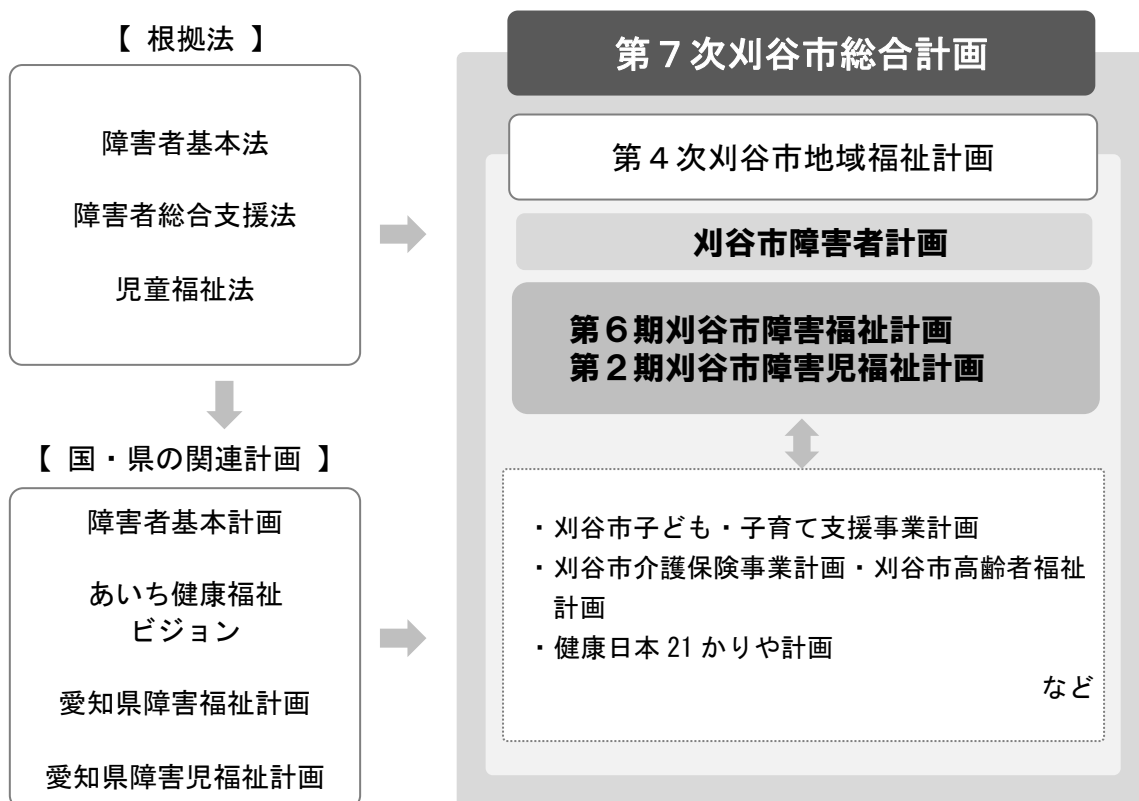 【 根拠法 】
障害者基本法
障害者総合支援法
児童福祉法
【 国・県の関連計画 】
障害者基本計画
あいち健康福祉
ビジョン
愛知県障害福祉計画
愛知県障害児福祉計画
第７次刈谷市総合計画
第４次刈谷市地域福祉計画
刈谷市障害者計画
第６期刈谷市障害福祉計画
第２期刈谷市障害児福祉計画
・刈谷市子ども・子育て支援事業計画
・刈谷市介護保険事業計画・刈谷市高齢者福祉
計画
・健康日本 21 かりや計画
など